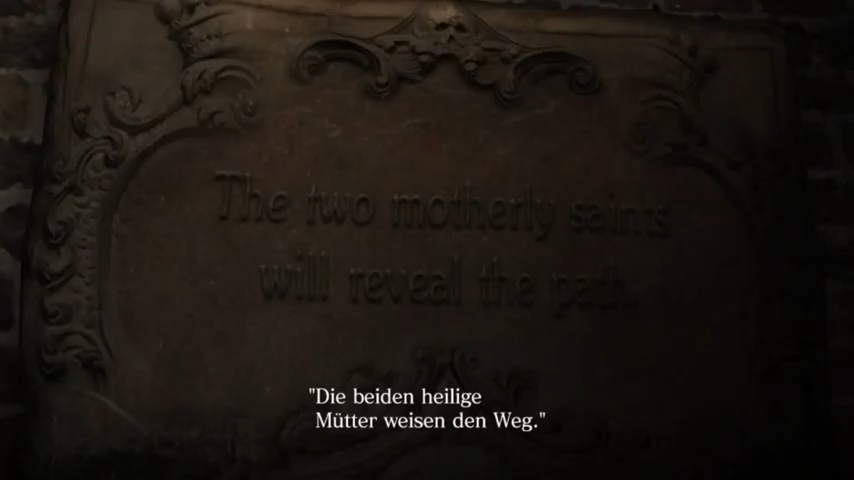 The two motherly saints
will reveal the path.
"Die beiden heilige
Mütter weisen den Weg."